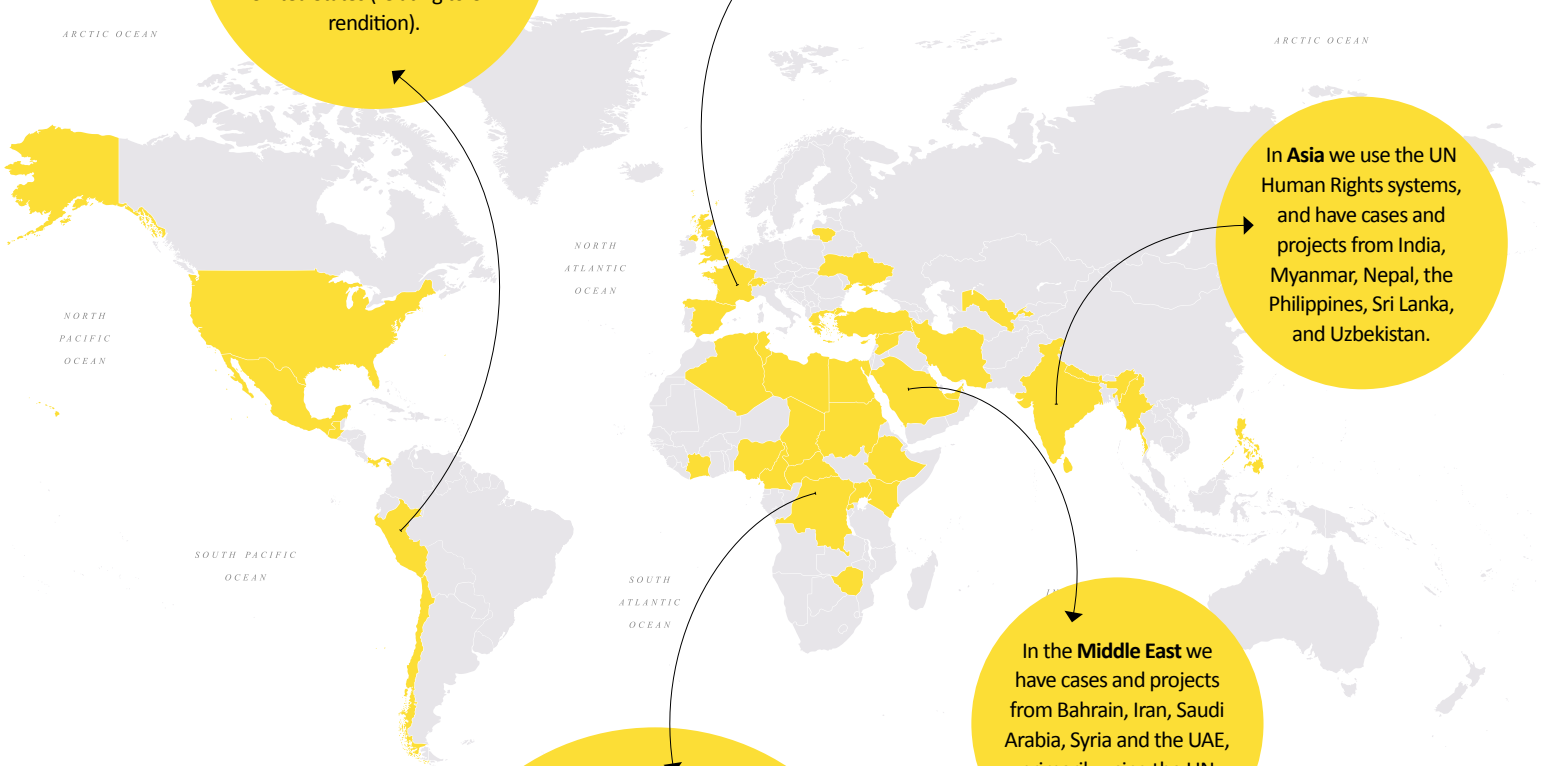 rendition).
ARCTIC OCEAN
ARCTIC OCEAN
In Asia we use the UN
Human Rights systems,
and have cases and
projects from India,
Myanmar, Nepal, the
Philippines, Sri Lanka,
and Uzbekistan.
NORTH
ATLANTIC
OCEAN
NORTH
PACIFIC
OCEAN
SOUTH PACIFIC
OCEAN
SOUTH
ATLANTIC
OCEAN
In the Middle East we
have cases and projects
from Bahrain, Iran, Saudi
Arabia, Syria and the UAE,